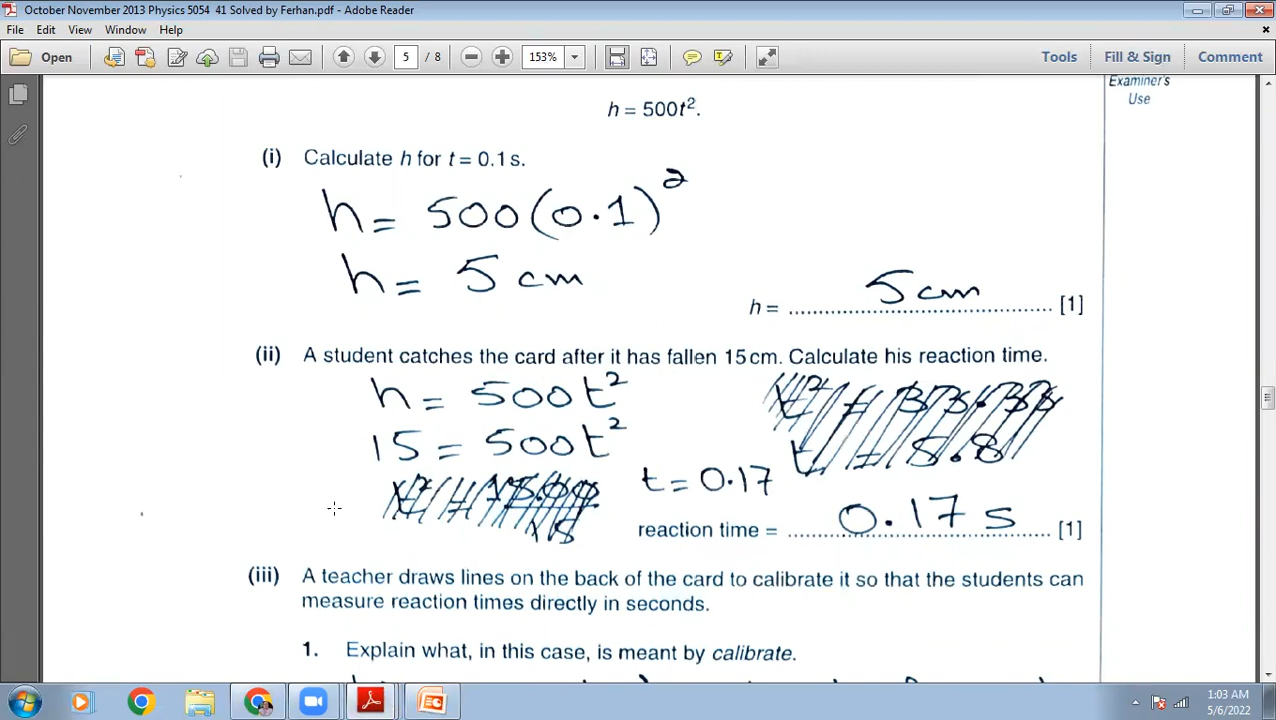 October November 2013 Physics 5054 41 Solved by Ferhan.pdf - Adobe Reader
File Edit View Window Help
Open 5 / 8 153% Tools Fill & Sign Comment
Examiner's
Use
h = 500t².
(i) Calculate h for t = 0.1 s.
h = 500(0.1)²
h = 5 cm
5cm
h = .................................................. [1]
(ii) A student catches the card after it has fallen 15 cm. Calculate his reaction time.
h = 500t²
15 = 500t²
t = 0.17
0.17 s
reaction time = .................................................. [1]
(iii) A teacher draws lines on the back of the card to calibrate it so that the students can
measure reaction times directly in seconds.
1. Explain what, in this case, is meant by calibrate.
1:03 AM
5/6/2022